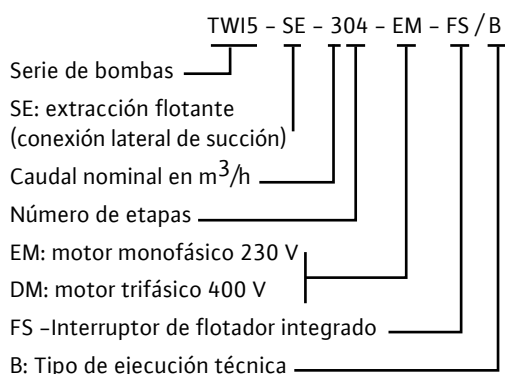 TWI5 – SE – 304 – EM – FS / B
Serie de bombas
SE: extracción flotante
(conexión lateral de succión)
Caudal nominal en m³/h
Número de etapas
EM: motor monofásico 230 V
DM: motor trifásico 400 V
FS –Interruptor de flotador integrado
B: Tipo de ejecución técnica